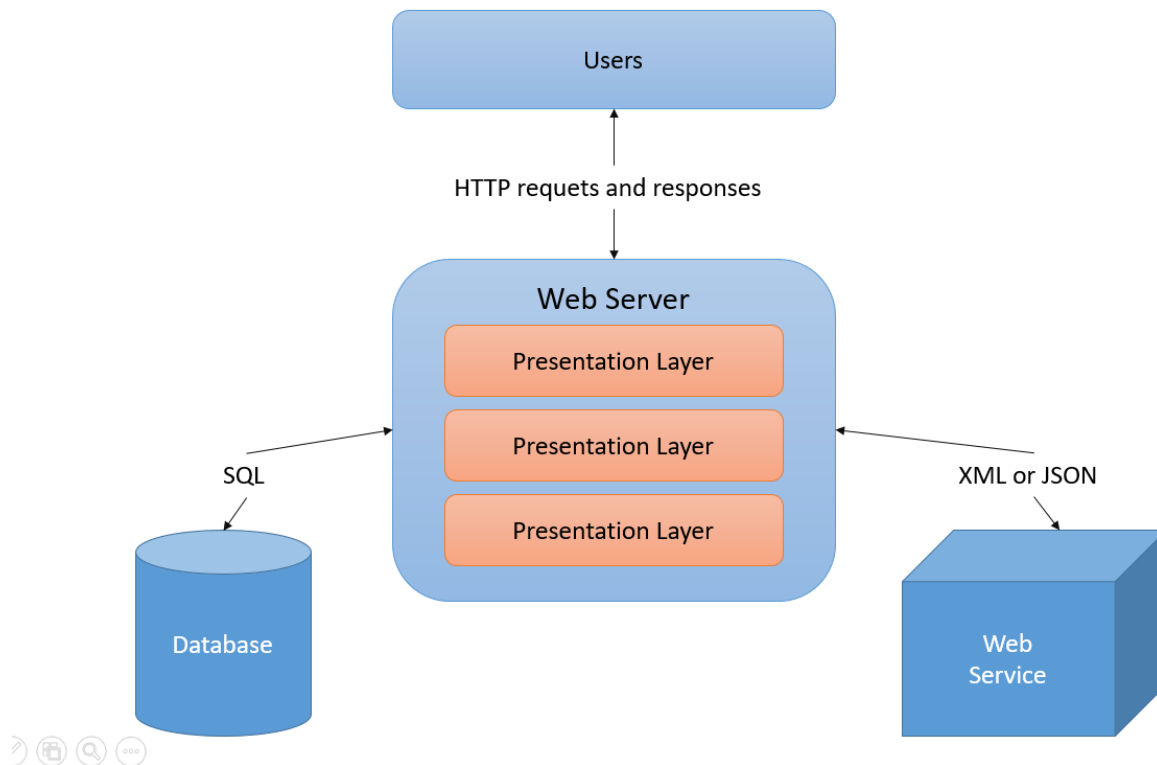 Users
HTTP requets and responses
Web Server
Presentation Layer
Presentation Layer
Presentation Layer
SQL
XML or JSON
Database
Web
Service